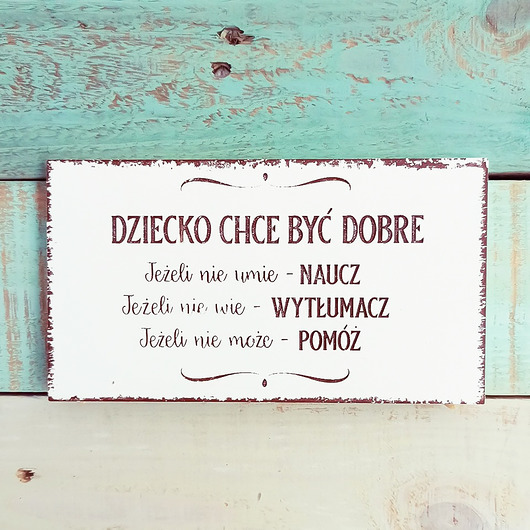 DZIECKO CHCE BYĆ DOBRE
Jeżeli nie umie - NAUCZ
Jeżeli nie wie - WYTŁUMACZ
Jeżeli nie może - POMÓŻ